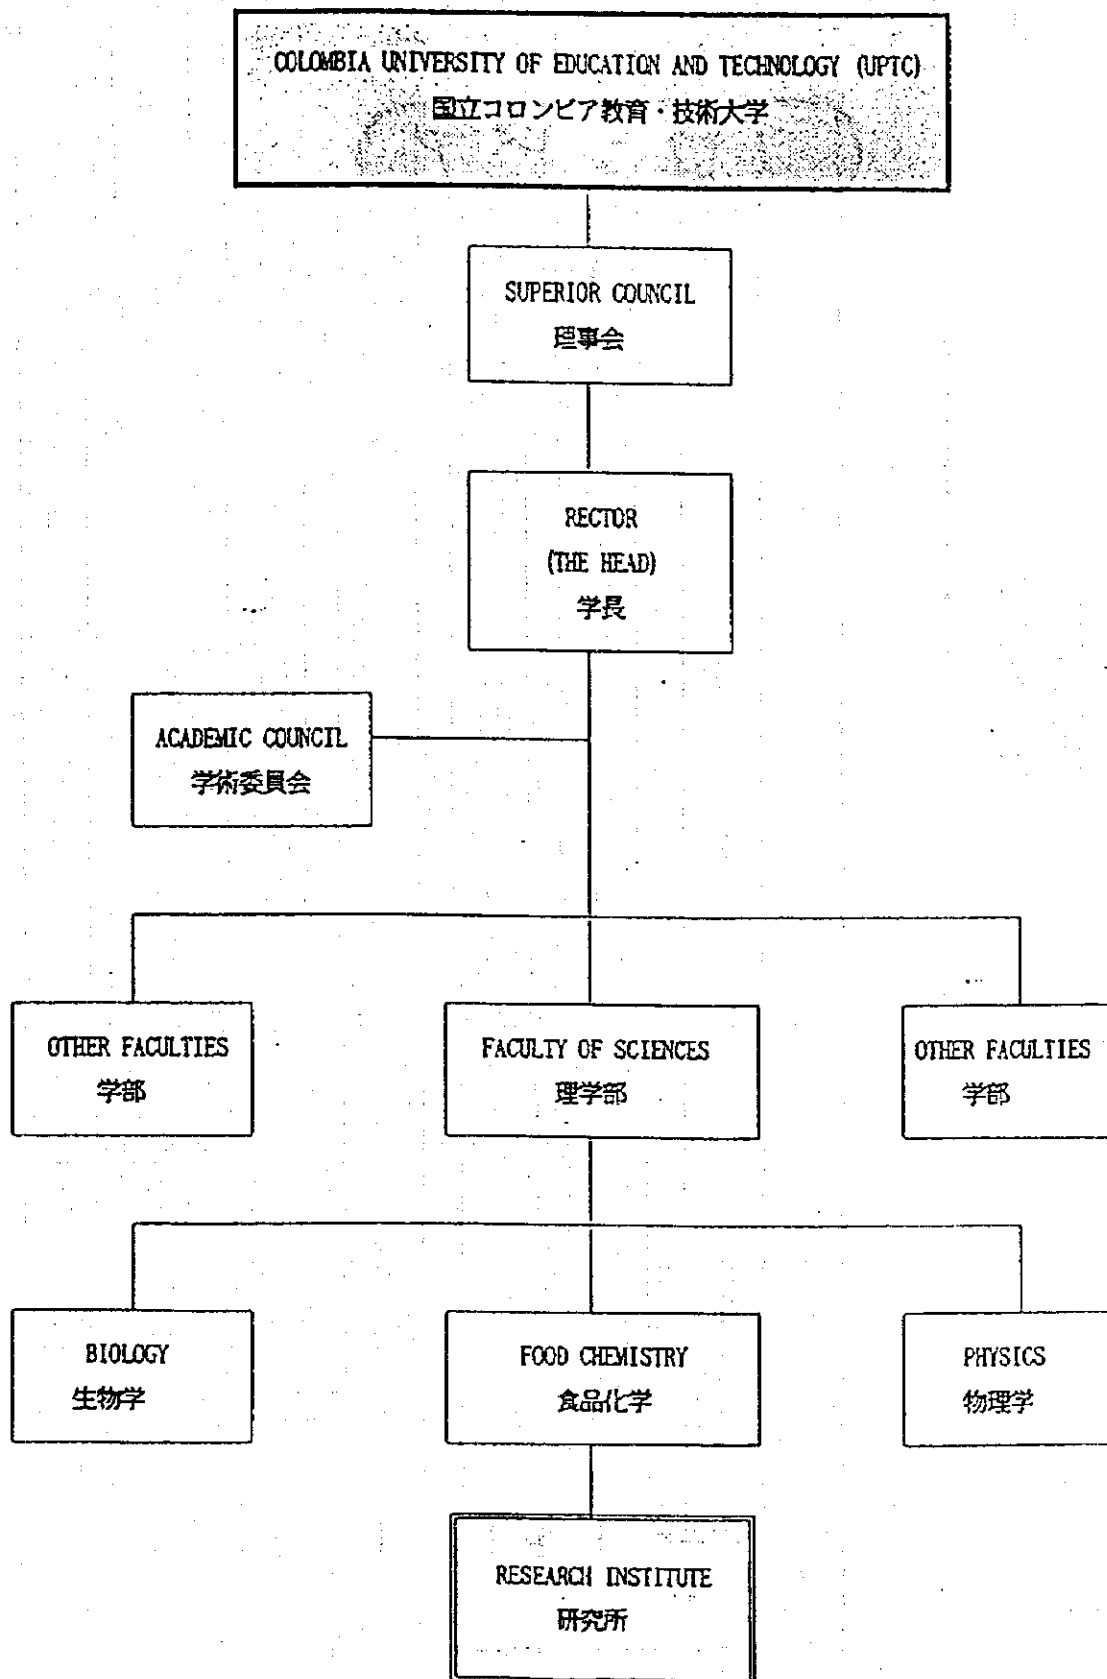 COLOMBIA UNIVERSITY OF EDUCATION AND TECHNOLOGY (UPTC)
国立コロンビア教育・技術大学
SUPERIOR COUNCIL
理事会
RECTOR
(THE HEAD)
学長
ACADEMIC COUNCIL
学術委員会
OTHER FACULTIES
学部
FACULTY OF SCIENCES
理学部
OTHER FACULTIES
学部
BIOLOGY
生物学
FOOD CHEMISTRY
食品化学
PHYSICS
物理学
RESEARCH INSTITUTE
研究所